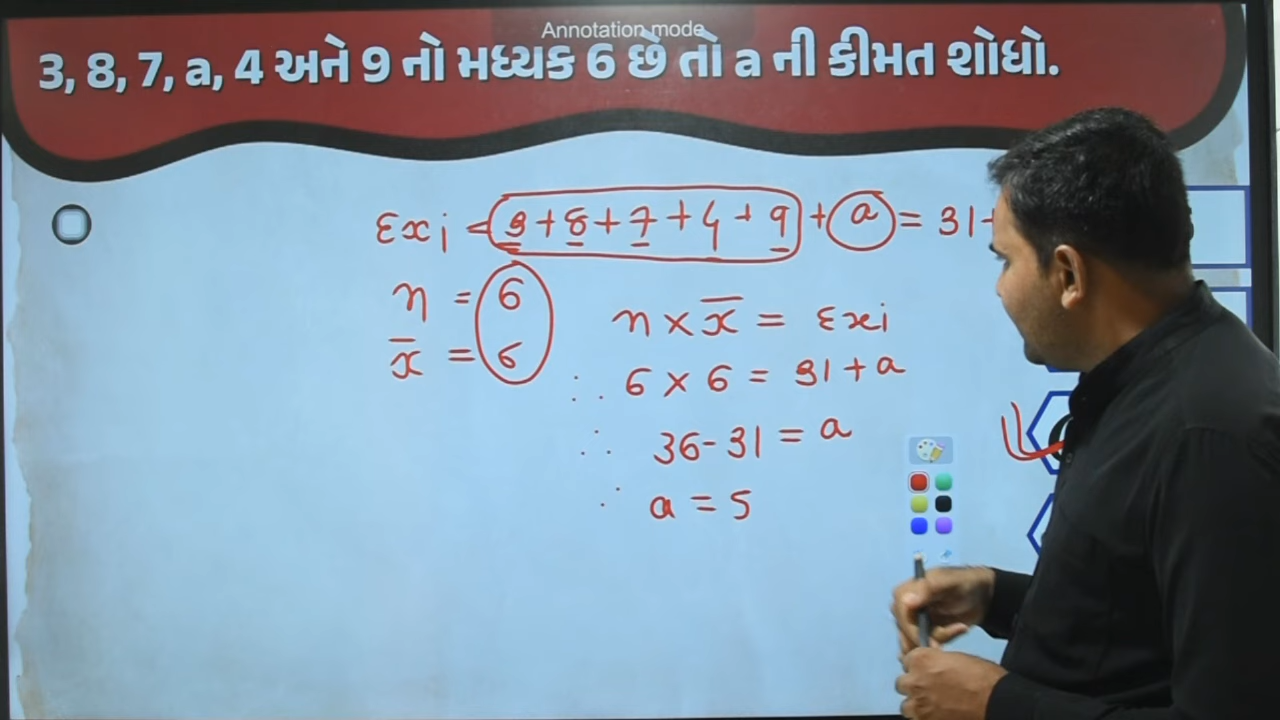 Annotation mode
3, 8, 7, a, 4 અને 9 નો મધ્યક 6 છે તો a ની કીમત શોધો.
Σxi = 3+8+7+4+9+a = 31+
n = 6
x̄ = 6
n × x̄ = Σxi
∴ 6 × 6 = 31+a
∴ 36-31 = a
∴ a = 5